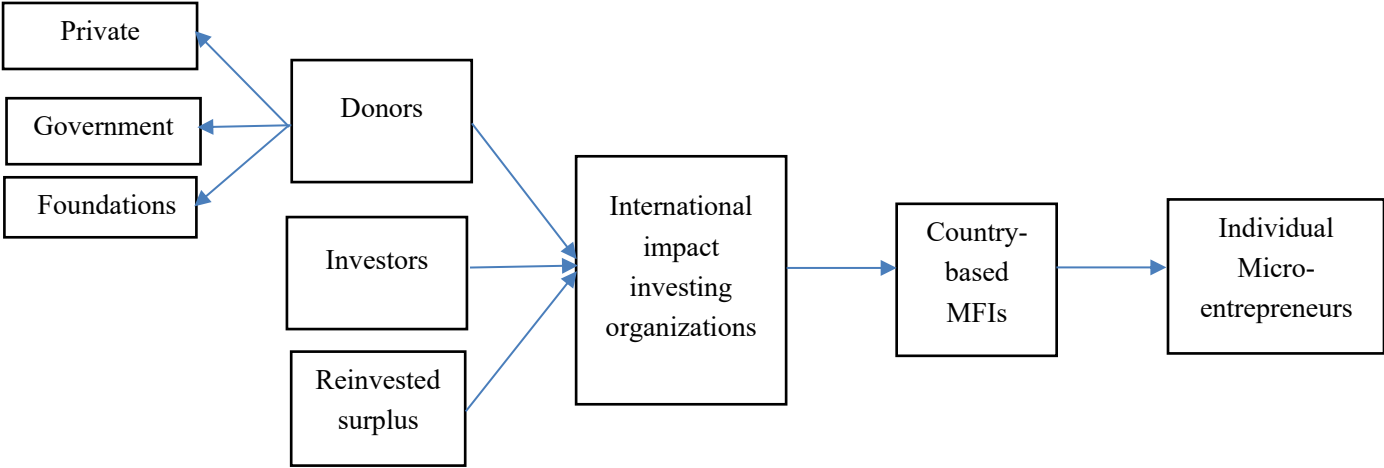 Private
Government
Foundations
Donors
Investors
Reinvested
surplus
International
impact
investing
organizations
Country-
based
MFIs
Individual
Micro-
entrepreneurs